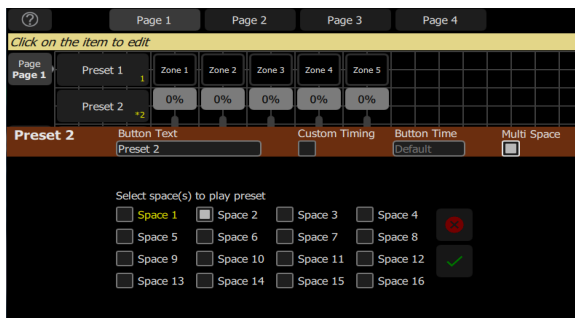 ?
Page 1 Page 2 Page 3 Page 4
Click on the item to edit
Page
Page 1
Preset 1 1 Zone 1 Zone 2 Zone 3 Zone 4 Zone 5
Preset 2 *2 0% 0% 0% 0% 0%
Preset 2 Button Text Custom Timing Button Time Multi Space
Preset 2 Default
Select space(s) to play preset
Space 1 Space 2 Space 3 Space 4
Space 5 Space 6 Space 7 Space 8
Space 9 Space 10 Space 11 Space 12
Space 13 Space 14 Space 15 Space 16